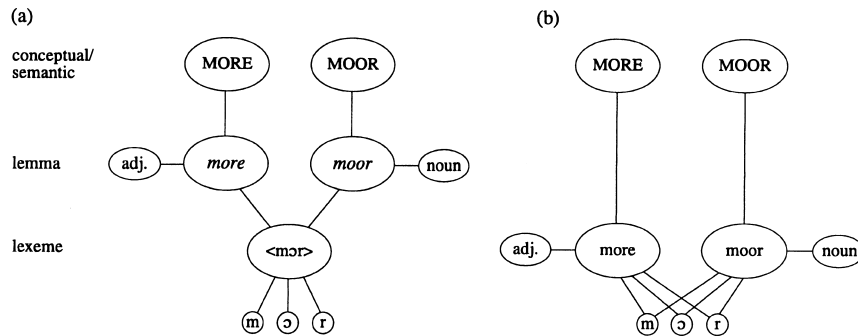 (a)
(b)
conceptual/
semantic
MORE
MOOR
MORE
MOOR
lemma
adj.
more
moor
noun
lexeme
<mɔr>
adj.
more
moor
noun
m
ɔ
r
m
ɔ
r